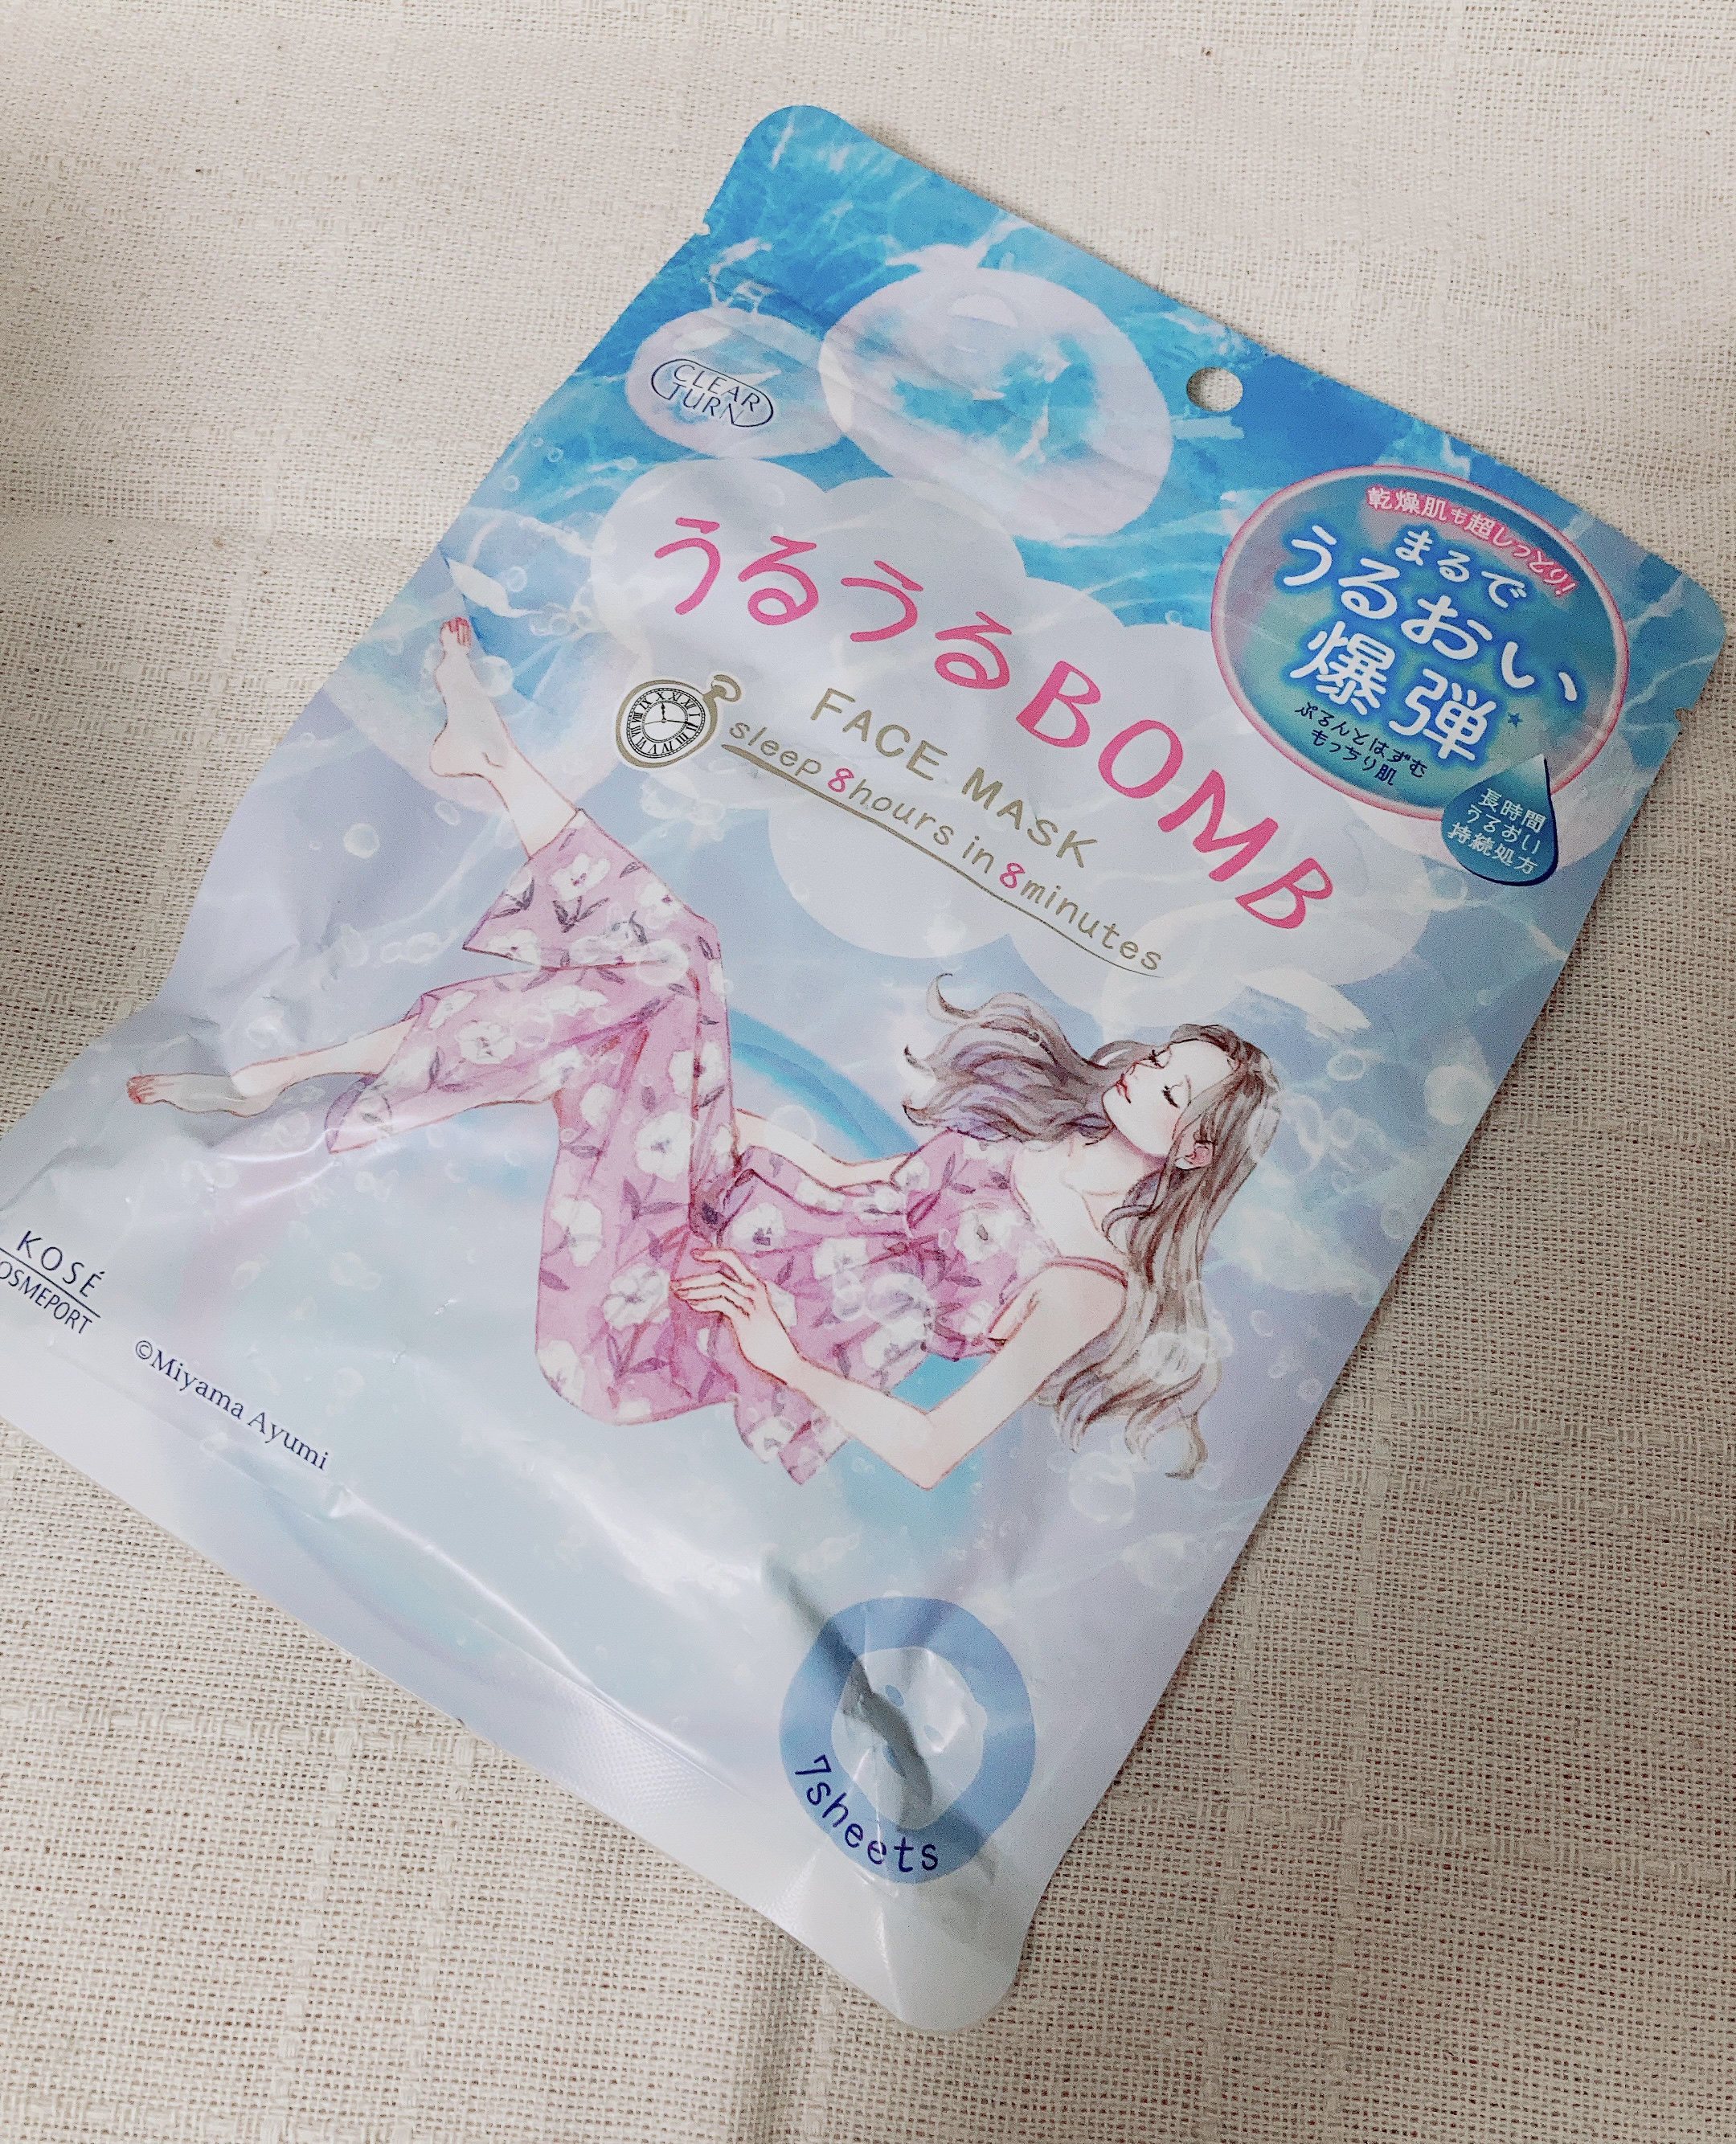 CLEAR
TURN
乾燥肌も超しっとり!
まるで
うるおい
爆弾
ぷるんとはずむ
もっちり肌
長時間
うるおい
持続処方
うるうるBOMB
FACE MASK
sleep 8hours in 8minutes
KOSÉ
OSMEPORT
©Miyama Ayumi
7sheets